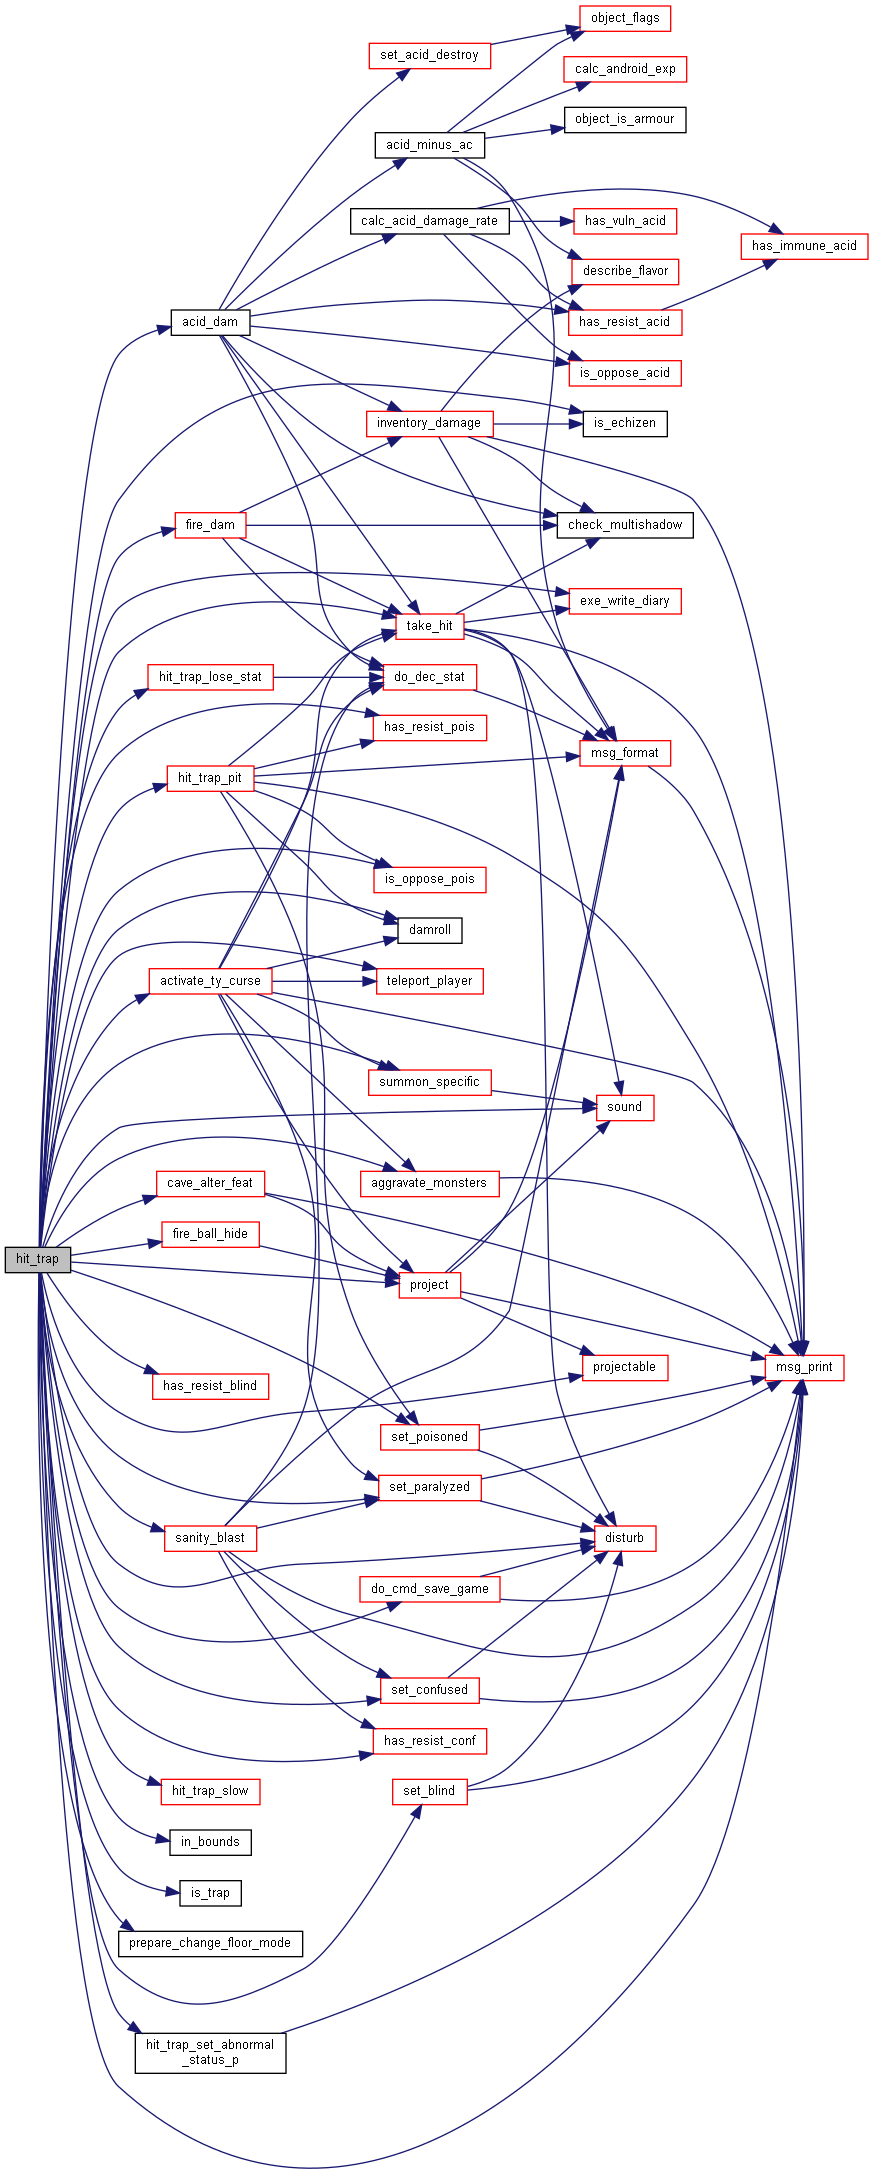 object_flags
set_acid_destroy
calc_android_exp
object_is_armour
acid_minus_ac
calc_acid_damage_rate
has_vuln_acid
has_immune_acid
describe_flavor
acid_dam
has_resist_acid
is_oppose_acid
inventory_damage
is_echizen
fire_dam
check_multishadow
exe_write_diary
take_hit
hit_trap_lose_stat
do_dec_stat
has_resist_pois
msg_format
hit_trap_pit
is_oppose_pois
damroll
activate_ty_curse
teleport_player
summon_specific
sound
cave_alter_feat
aggravate_monsters
fire_ball_hide
hit_trap
project
projectable
msg_print
has_resist_blind
set_poisoned
set_paralyzed
sanity_blast
disturb
do_cmd_save_game
set_confused
has_resist_conf
hit_trap_slow
set_blind
in_bounds
is_trap
prepare_change_floor_mode
hit_trap_set_abnormal
_status_p